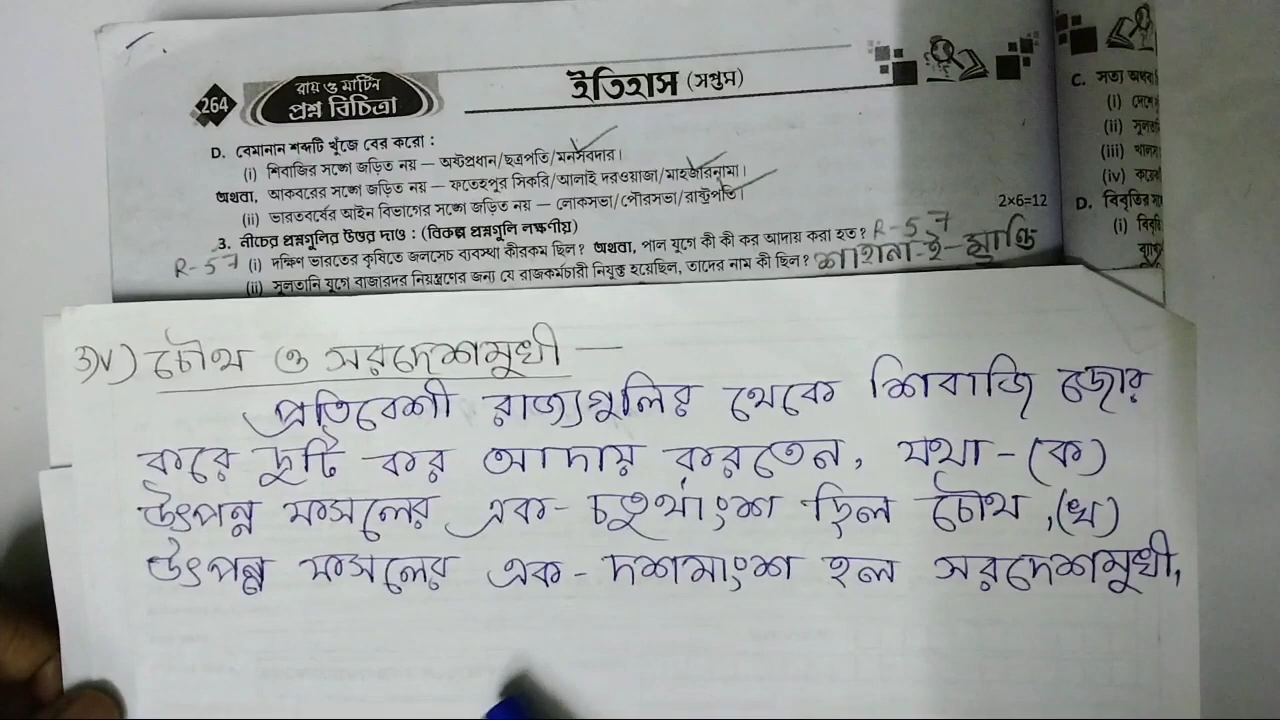 264
রায় ও মার্টিন
প্রশ্ন বিচিত্রা
ইতিহাস (সপ্তম)
D. বেমানান শব্দটি খুঁজে বের করো :
(i) শিবাজির সঙ্গে জড়িত নয় — অষ্টপ্রধান/ছত্রপতি/মনসবদার।
অথবা, আকবরের সঙ্গে জড়িত নয় — ফতেহপুর সিকরি/আলাই দরওয়াজা/মাহজারনামা।
(ii) ভারতবর্ষের আইন বিভাগের সঙ্গে জড়িত নয় — লোকসভা/পৌরসভা/রাষ্ট্রপতি।
3. নীচের প্রশ্নগুলির উত্তর দাও : (বিকল্প প্রশ্নগুলি লক্ষণীয়)
2×6=12
R-57 (i) দক্ষিণ ভারতের কৃষিতে জলসেচ ব্যবস্থা কীরকম ছিল? অথবা, পাল যুগে কী কী কর আদায় করা হত? R-57
(ii) সুলতানি যুগে বাজারদর নিয়ন্ত্রণের জন্য যে রাজকর্মচারী নিযুক্ত হয়েছিল, তাদের নাম কী ছিল? শাহনা-ই-মান্ডি
C. সত্য অথবা
(i)
(ii)
(iii)
(iv)
D. বিবৃতির
(i)
3)IV) চৌথ ও সরদেশমুখী —
প্রতিবেশী রাজ্যগুলির থেকে শিবাজি জোর
করে দুটি কর আদায় করতেন, যথা - (ক)
উৎপন্ন ফসলের এক - চতুর্থাংশ ছিল চৌথ, (খ)
উৎপন্ন ফসলের এক - দশমাংশ হল সরদেশমুখী,